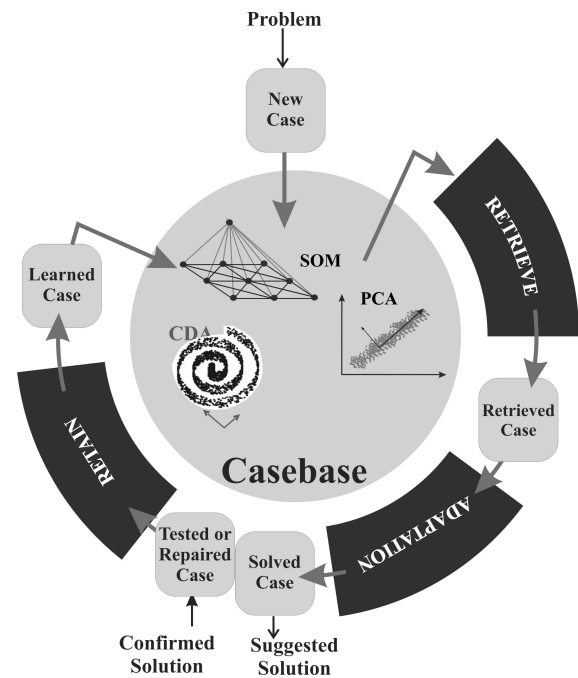 Problem
New
Case
RETRIEVE
SOM
PCA
CDA
Learned
Case
Retrieved
Case
Casebase
RETAIN
ADAPTATION
Tested or
Repaired
Case
Solved
Case
Confirmed
Solution
Suggested
Solution